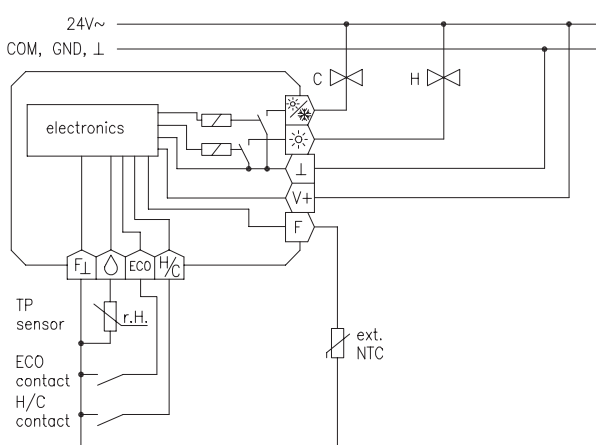 24V~
COM, GND, ⊥
C
H
electronics
⊥
V+
F
F⊥
ECO
H/C
TP
sensor
r.H.
ext.
NTC
ECO
contact
H/C
contact